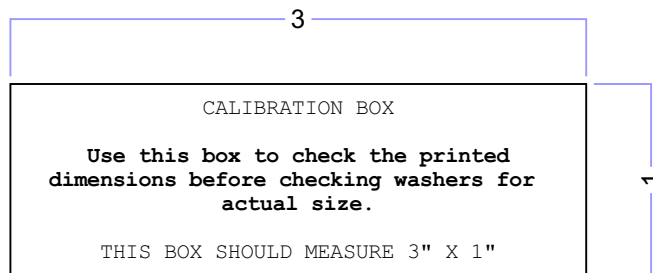 3
CALIBRATION BOX
Use this box to check the printed
dimensions before checking washers for
actual size.
THIS BOX SHOULD MEASURE 3" X 1"
1